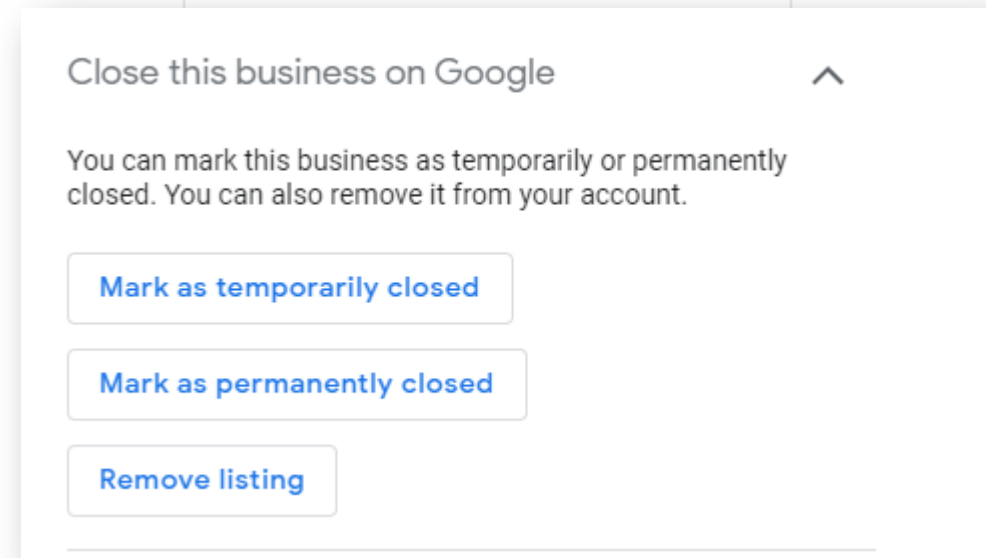 Close this business on Google
You can mark this business as temporarily or permanently
closed. You can also remove it from your account.
Mark as temporarily closed
Mark as permanently closed
Remove listing